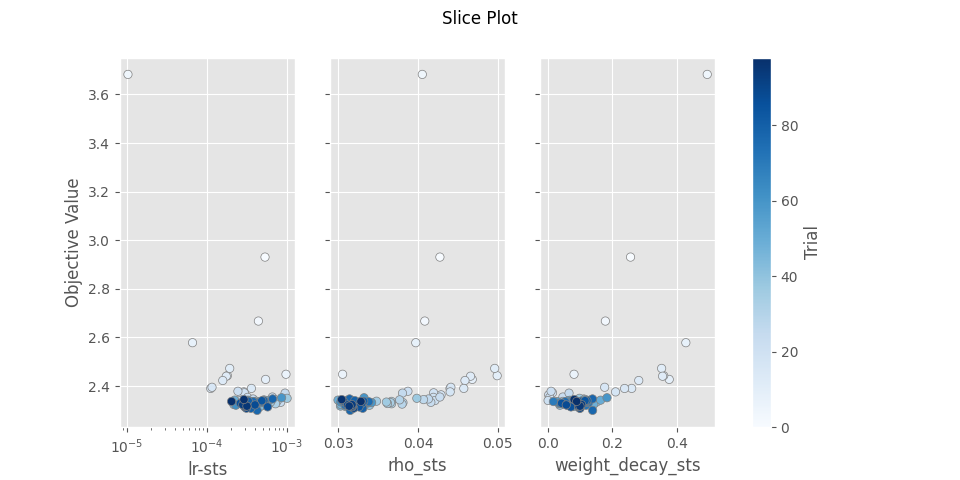 Slice Plot
Objective Value
3.6
3.4
3.2
3.0
2.8
2.6
2.4
10⁻⁵ 10⁻⁴ 10⁻³
lr-sts
0.03 0.04 0.05
rho_sts
0.0 0.2 0.4
weight_decay_sts
80
60
40
20
0
Trial